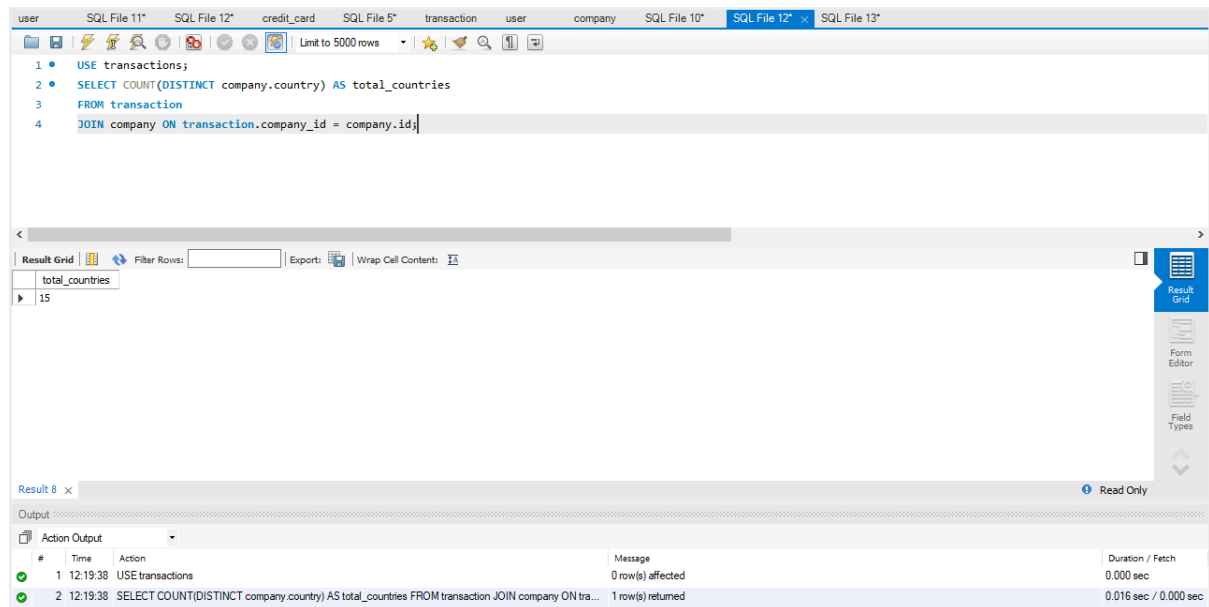 user SQL File 11* SQL File 12* credit_card SQL File 5* transaction user company SQL File 10* SQL File 12* × SQL File 13*
Limit to 5000 rows
1 USE transactions;
2 SELECT COUNT(DISTINCT company.country) AS total_countries
3 FROM transaction
4 JOIN company ON transaction.company_id = company.id;
Result Grid Filter Rows: Export: Wrap Cell Content: IA
total_countries
15
Result
Grid
Form
Editor
Field
Types
Result 8 × Read Only
Output
Action Output
# Time Action Message Duration / Fetch
1 12:19:38 USE transactions 0 row(s) affected 0.000 sec
2 12:19:38 SELECT COUNT(DISTINCT company.country) AS total_countries FROM transaction JOIN company ON tra... 1 row(s) returned 0.016 sec / 0.000 sec